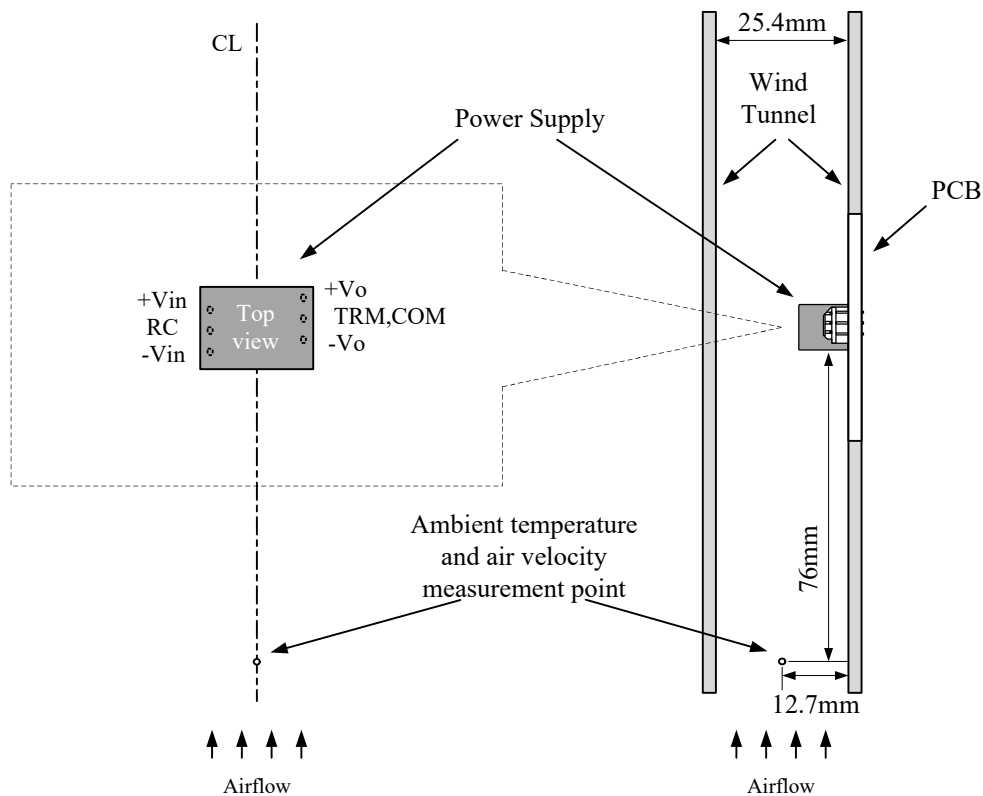 CL
25.4mm
Wind
Tunnel
Power Supply
PCB
+Vin
RC
-Vin
Top
view
+Vo
TRM,COM
-Vo
Ambient temperature
and air velocity
measurement point
76mm
12.7mm
Airflow
Airflow